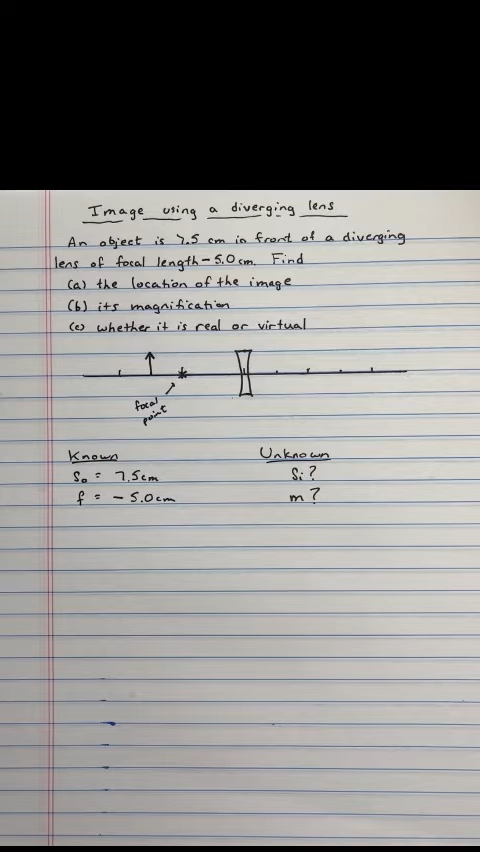 Image using a diverging lens
An object is 7.5 cm in front of a diverging
lens of focal length -5.0 cm. Find
(a) the location of the image
(b) its magnification
(c) whether it is real or virtual
focal
point
Known
Unknown
So = 7.5cm
Si?
f = - 5.0cm
m?